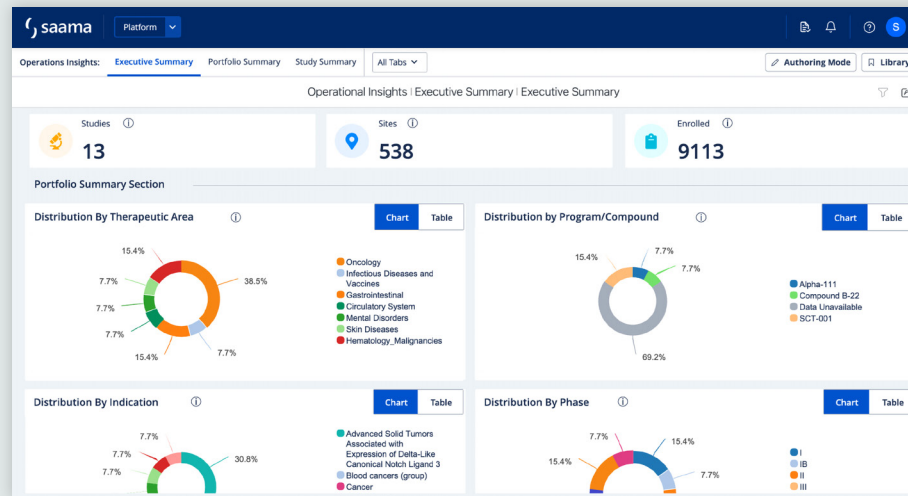 saama
Platform
S
Operations Insights:
Executive Summary
Portfolio Summary
Study Summary
All Tabs
Authoring Mode
Library
Operational Insights | Executive Summary | Executive Summary
Studies
13
Sites
538
Enrolled
9113
Portfolio Summary Section
Distribution By Therapeutic Area
Chart
Table
15.4%
7.7%
7.7%
7.7%
15.4%
7.7%
38.5%
Oncology
Infectious Diseases and
Vaccines
Gastrointestinal
Circulatory System
Mental Disorders
Skin Diseases
Hematology_Malignancies
Distribution by Program/Compound
Chart
Table
15.4%
7.7%
7.7%
69.2%
Alpha-111
Compound B-22
Data Unavailable
SCT-001
Distribution By Indication
Chart
Table
7.7%
7.7%
7.7%
30.8%
Advanced Solid Tumors
Associated with
Expression of Delta-Like
Canonical Notch Ligand 3
Blood cancers (group)
Cancer
Distribution By Phase
Chart
Table
7.7%
15.4%
15.4%
7.7%
I
IB
II
III